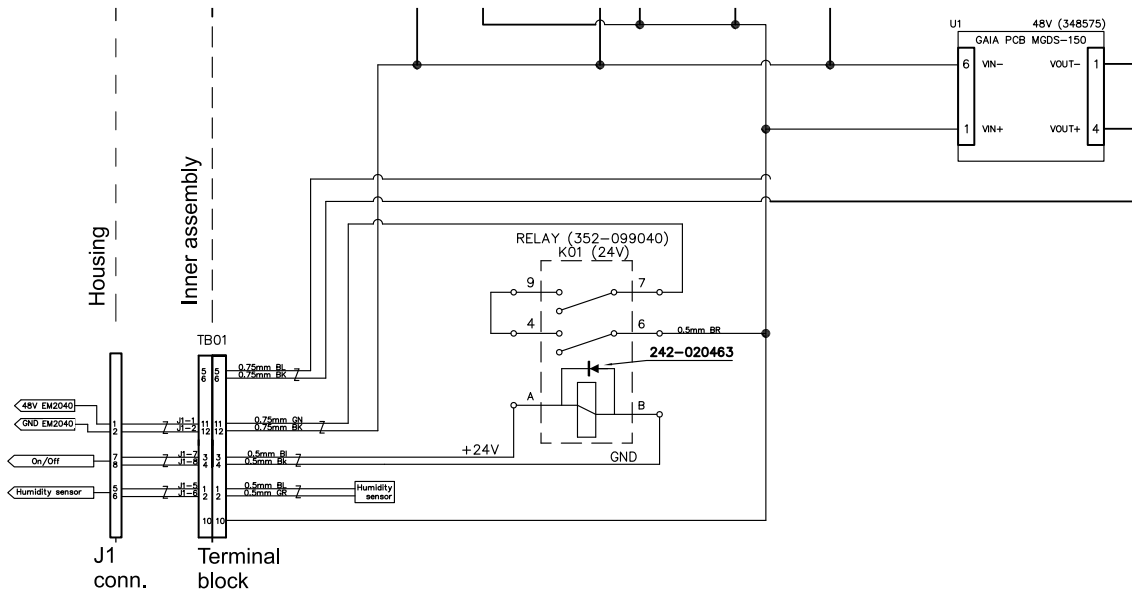 U1 48V (348575)
GAIA PCB MGDS-150
6 VIN- VOUT- 1
1 VIN+ VOUT+ 4
Housing
Inner assembly
RELAY (352-099040)
K01 (24V)
9 7
4 6 0.5mm BR
242-020463
A B
+24V GND
TB01
5 5 0.75mm BL
6 6 0.75mm BK
48V EM2040 1 J1-1 11 11 0.75mm GN
GND EM2040 2 J1-2 12 12 0.75mm BK
On/Off 7 J1-7 3 3 0.5mm Bl
8 J1-8 4 4 0.5mm Bk
Humidity sensor 5 J1-5 1 1 0.5mm BL
6 J1-6 2 2 0.5mm GR
Humidity
sensor
10 10
J1
conn.
Terminal
block